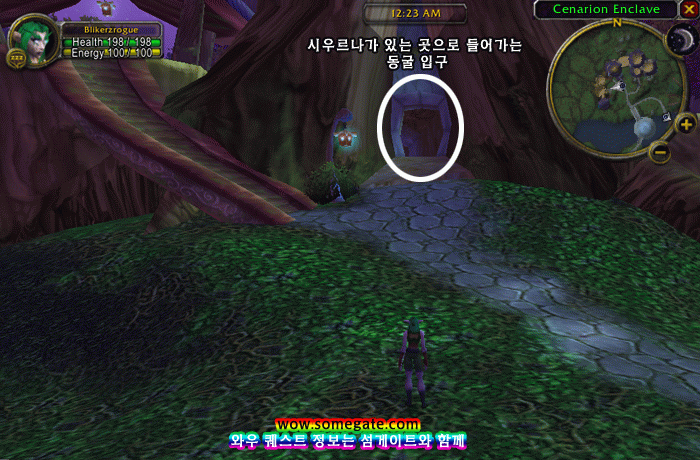 12:23 AM
Cenarion Enclave
Blikerzrogue
Health 198 / 198
Energy 100 / 100
zzz
N
시우르나가 있는 곳으로 들어가는
동굴 입구
wow.somegate.com
와우 퀘스트 정보는 섬게이트와 함께